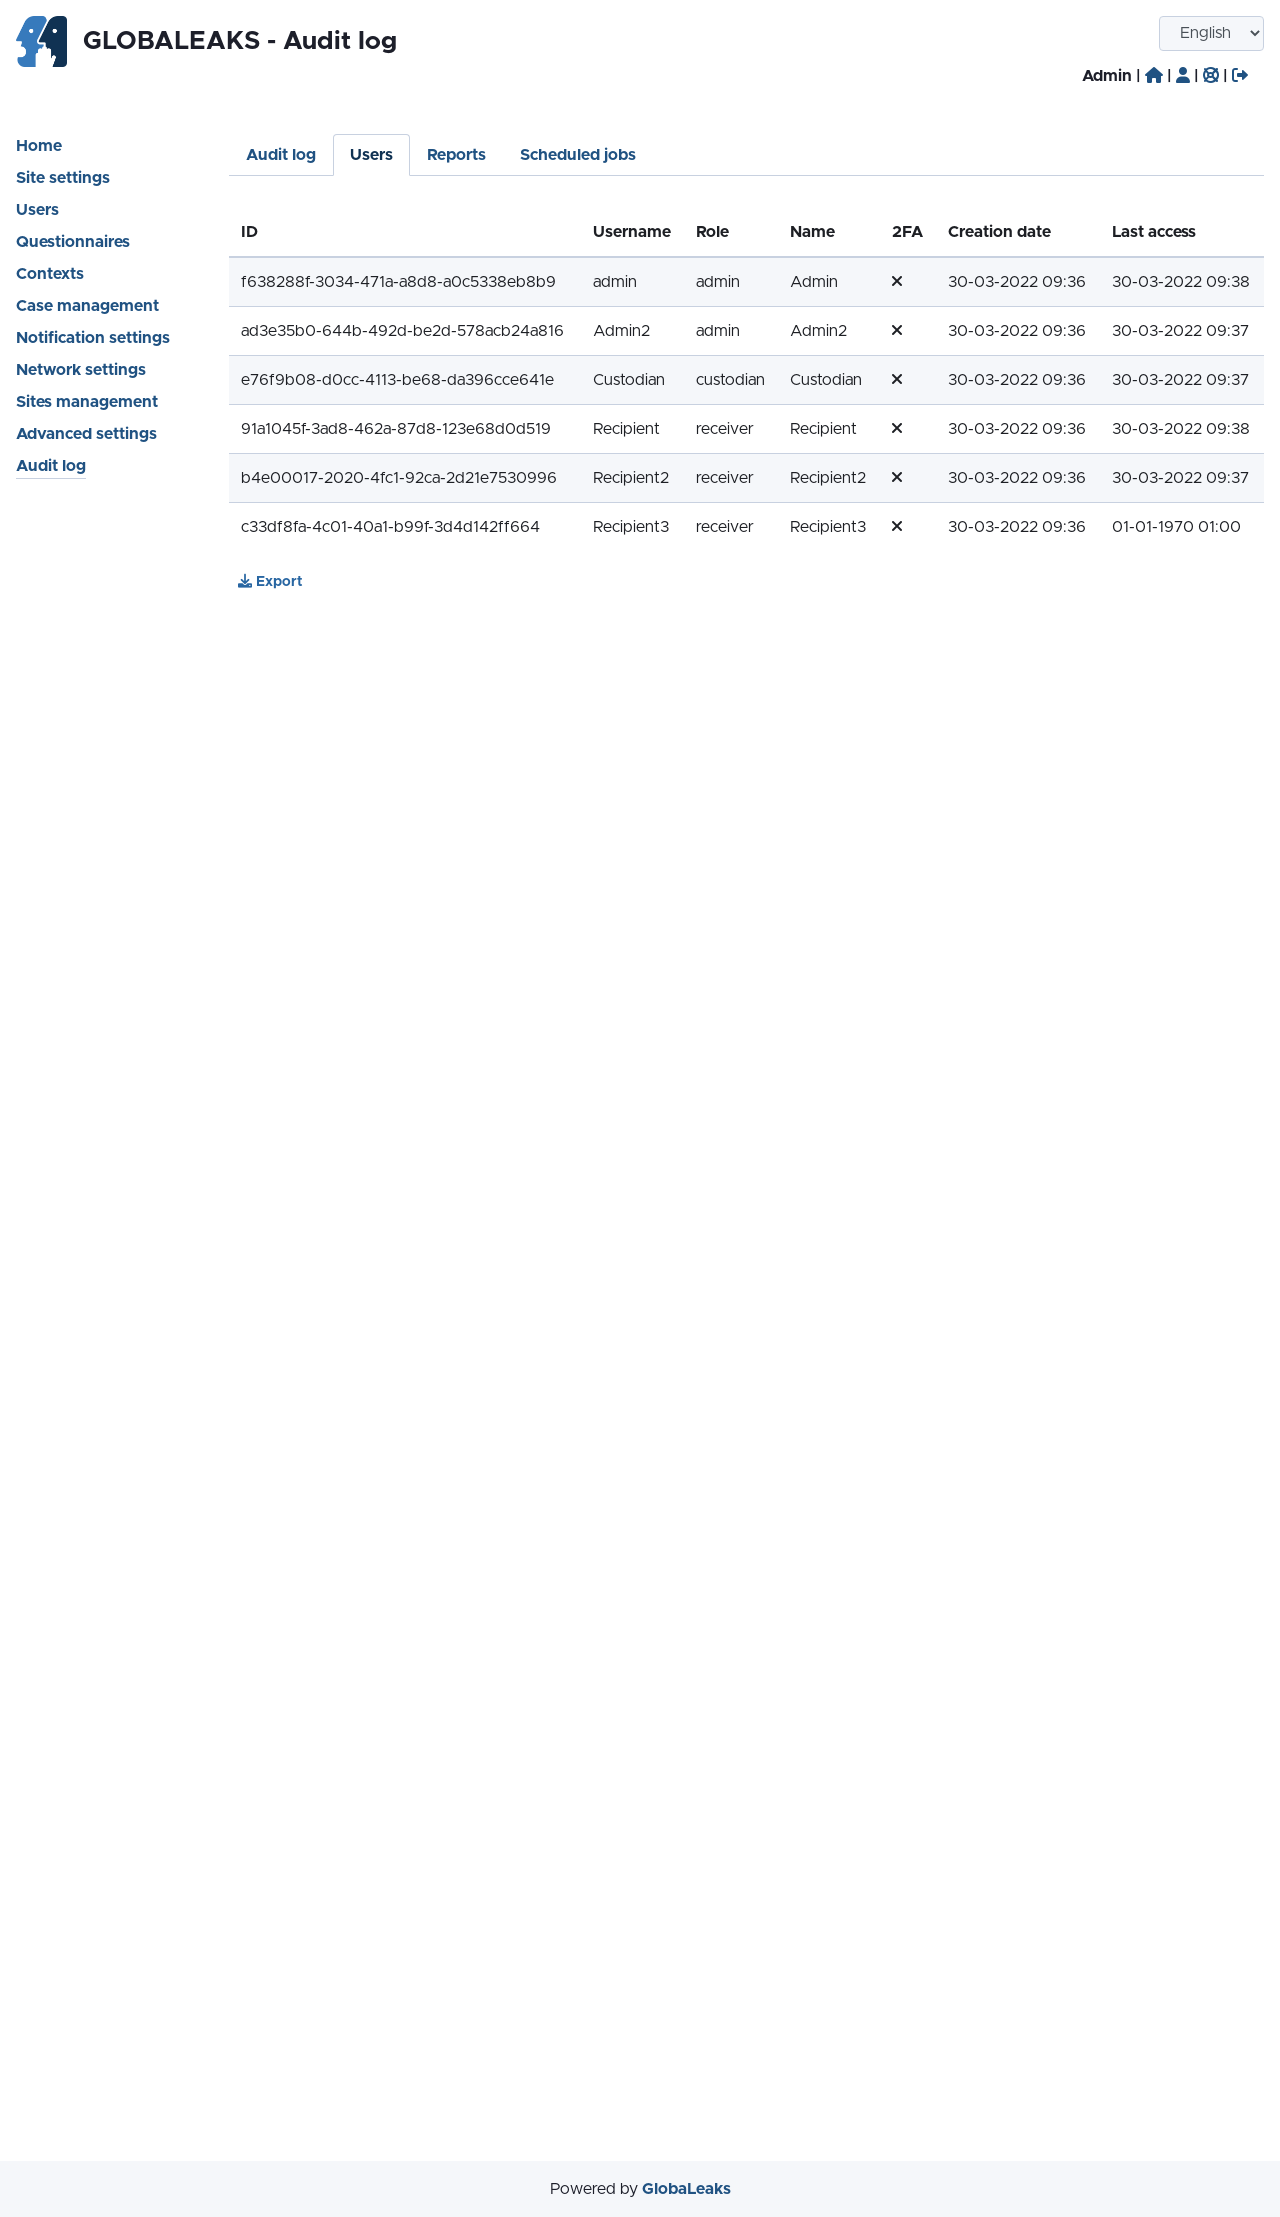 GLOBALEAKS - Audit log
English
Admin | | | |
Home
Site settings
Users
Questionnaires
Contexts
Case management
Notification settings
Network settings
Sites management
Advanced settings
Audit log
Audit log Users Reports Scheduled jobs
ID Username Role Name 2FA Creation date Last access
f638288f-3034-471a-a8d8-a0c5338eb8b9 admin admin Admin 30-03-2022 09:36 30-03-2022 09:38
ad3e35b0-644b-492d-be2d-578acb24a816 Admin2 admin Admin2 30-03-2022 09:36 30-03-2022 09:37
e76f9b08-d0cc-4113-be68-da396cce641e Custodian custodian Custodian 30-03-2022 09:36 30-03-2022 09:37
91a1045f-3ad8-462a-87d8-123e68d0d519 Recipient receiver Recipient 30-03-2022 09:36 30-03-2022 09:38
b4e00017-2020-4fc1-92ca-2d21e7530996 Recipient2 receiver Recipient2 30-03-2022 09:36 30-03-2022 09:37
c33df8fa-4c01-40a1-b99f-3d4d142ff664 Recipient3 receiver Recipient3 30-03-2022 09:36 01-01-1970 01:00
Export
Powered by GlobaLeaks